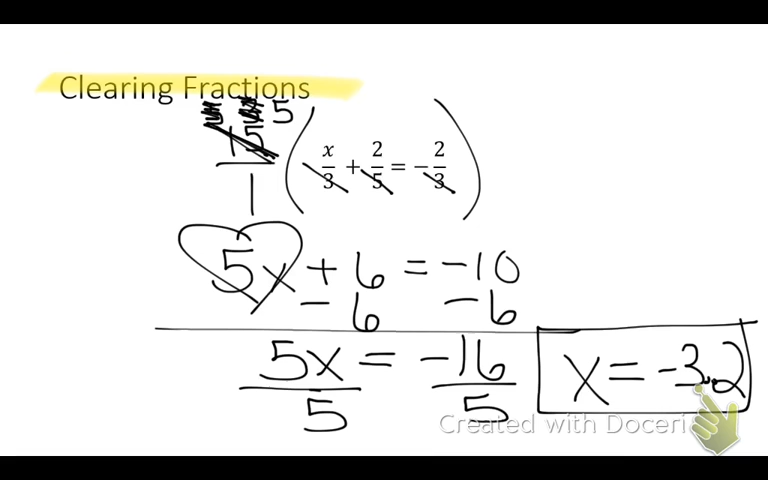 Clearing Fractions
15 5
1
( x/3 + 2/5 = - 2/3 )
5x + 6 = -10
- 6 - 6
5x = -16
5 5
x = -3.2
Created with Doceri